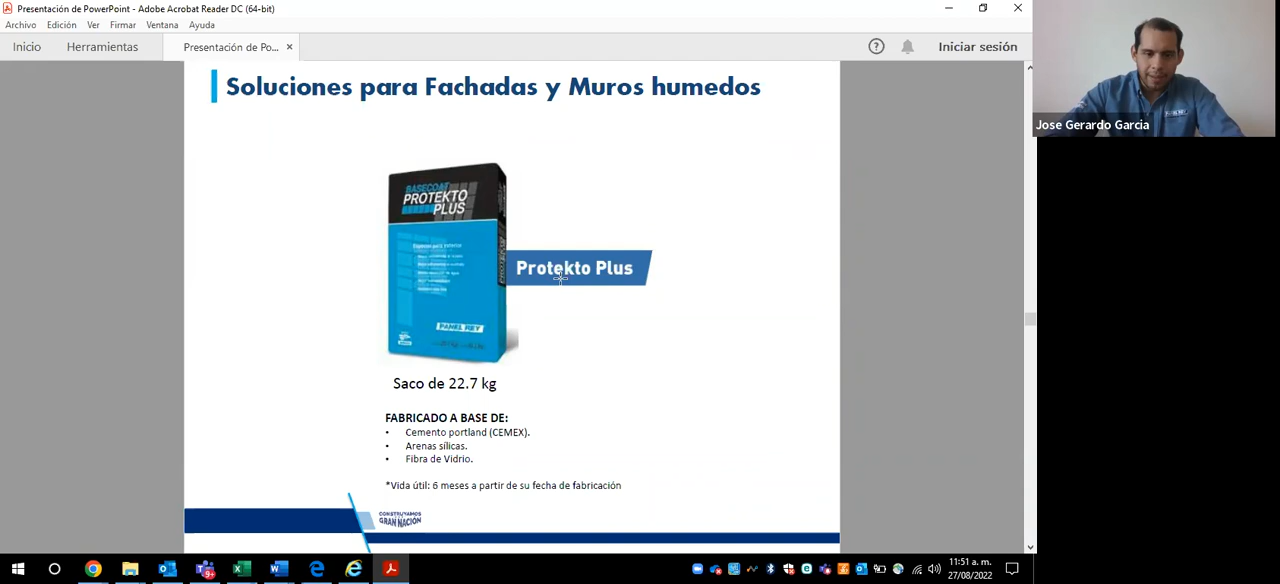 Presentación de PowerPoint - Adobe Acrobat Reader DC (64-bit)
Archivo Edición Ver Firmar Ventana Ayuda
Inicio Herramientas Presentación de Po... × Iniciar sesión
Soluciones para Fachadas y Muros humedos
BASECOAT
PROTEKTO
PLUS
PANEL REY
Protekto Plus
Saco de 22.7 kg
FABRICADO A BASE DE:
• Cemento portland (CEMEX).
• Arenas sílicas.
• Fibra de Vidrio.
*Vida útil: 6 meses a partir de su fecha de fabricación
CONSTRUYAMOS
GRAN NACIÓN
Jose Gerardo Garcia
PANEL REY
11:51 a. m.
27/08/2022